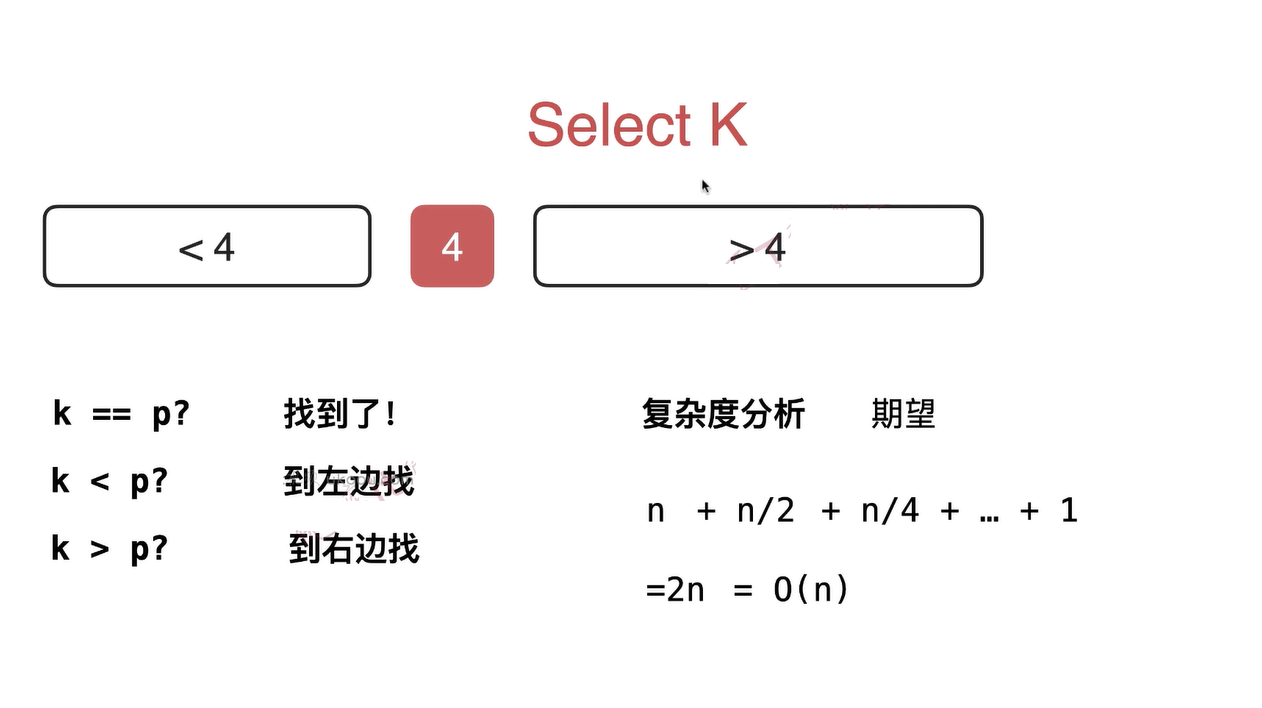 Select K
< 4
4
> 4
k == p? 找到了!
k < p? 到左边找
k > p? 到右边找
复杂度分析 期望
n + n/2 + n/4 + … + 1
=2n = O(n)